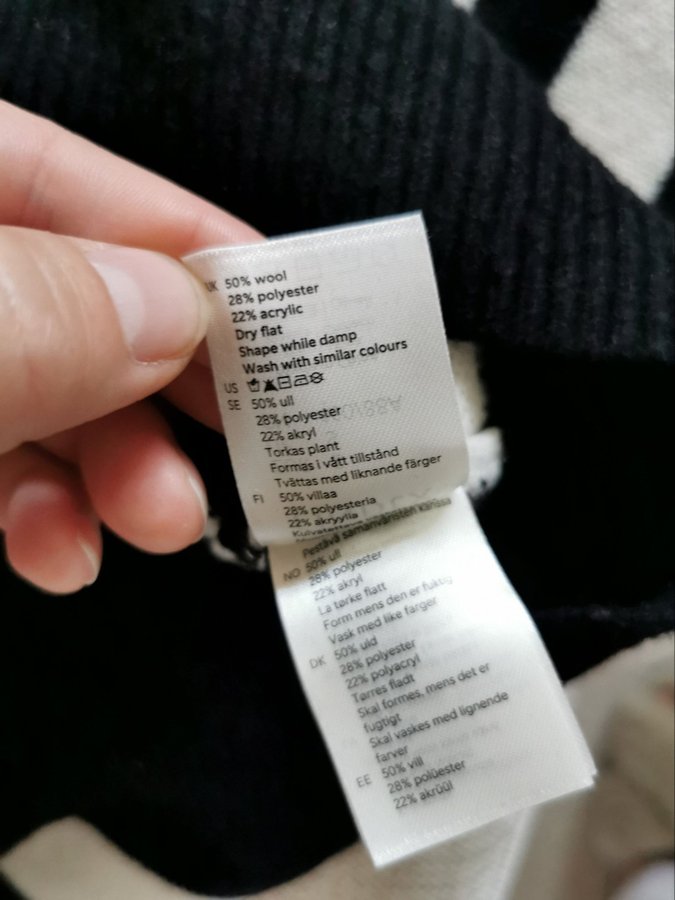 UK 50% wool
28% polyester
22% acrylic
Dry flat
Shape while damp
Wash with similar colours
US
SE 50% ull
28% polyester
22% akryl
Torkas plant
Formas i vått tillstånd
Tvättas med liknande färger
FI 50% villaa
28% polyesteria
22% akryylia
Pestävä samanväristen kanssa
NO 50% ull
28% polyester
22% akryl
La tørke flatt
Form mens den er fuktig
Vask med like farger
DK 50% uld
28% polyester
22% polyacryl
Tørres fladt
Skal formes, mens det er
fugtigt
Skal vaskes med lignende
farver
EE 50% vill
28% polüester
22% akrüül